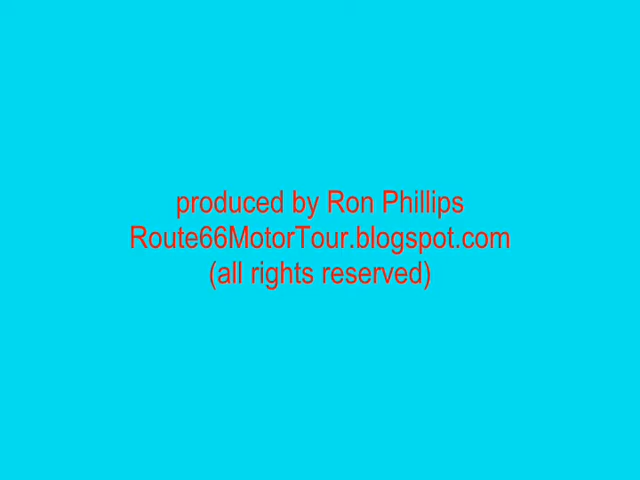 produced by Ron Phillips
Route66MotorTour.blogspot.com
(all rights reserved)